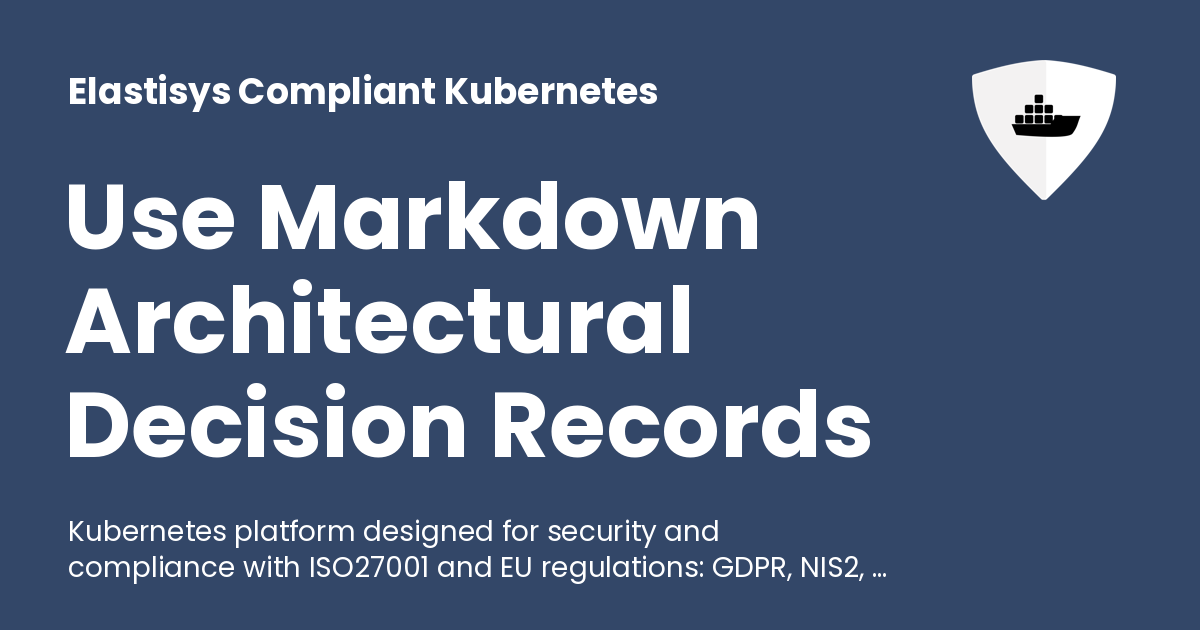 Elastisys Compliant Kubernetes
Use Markdown
Architectural
Decision Records
Kubernetes platform designed for security and
compliance with ISO27001 and EU regulations: GDPR, NIS2, ...